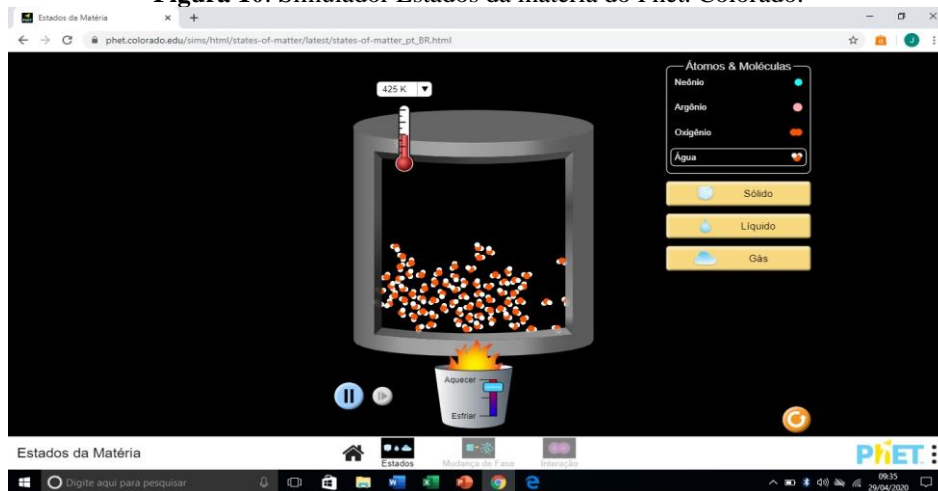 Figura 10. Simulador Estados da matéria do Phet. Colorado.
Estados da Matéria
phet.colorado.edu/sims/html/states-of-matter/latest/states-of-matter_pt_BR.html
425 K
Átomos & Moléculas
Neônio
Argônio
Oxigênio
Água
Sólido
Líquido
Gás
Aquecer
Esfriar
Estados da Matéria
Estados
Mudança de Fase
Interação
PhET
Digite aqui para pesquisar
09:35
29/04/2020